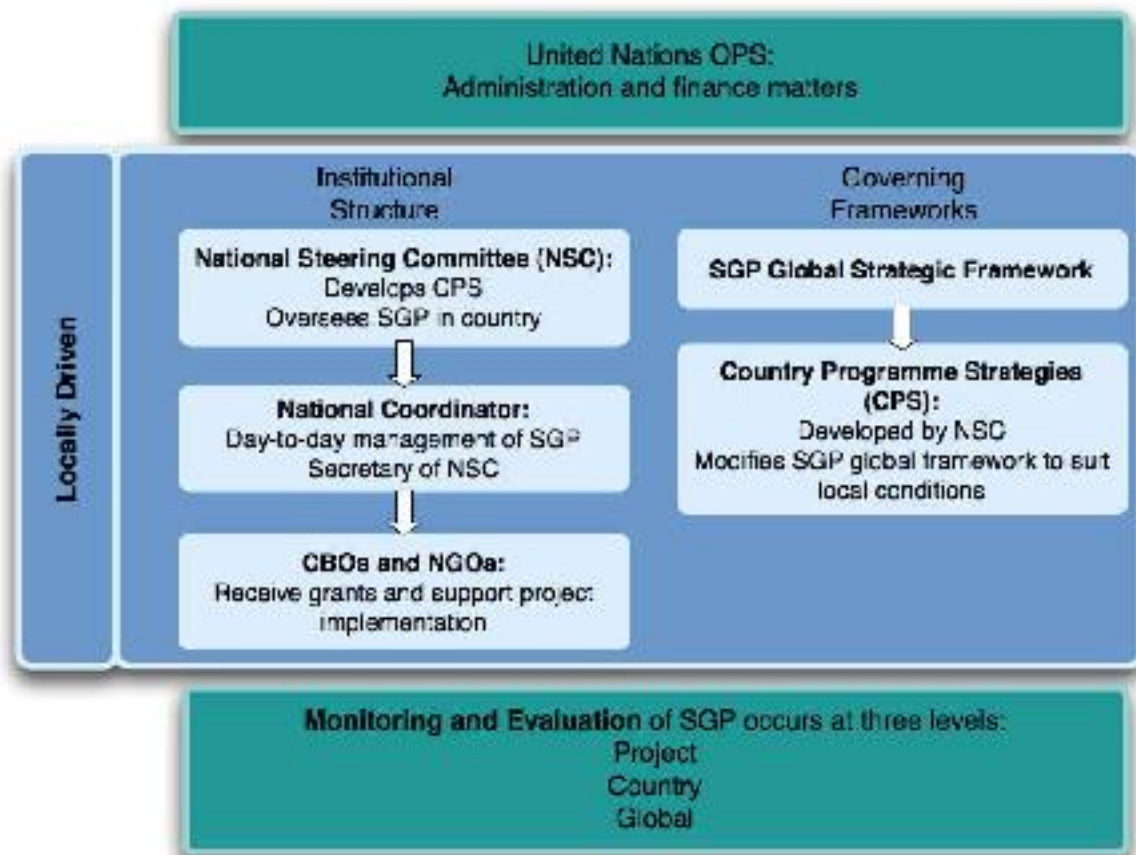 United Nations OPS:
Administration and finance matters
Locally Driven
Institutional
Structure
National Steering Committee (NSC):
Develops CPS
Oversees SGP in country
National Coordinator:
Day-to-day management of SGP
Secretary of NSC
CBOs and NGOs:
Receive grants and support project
implementation
Governing
Frameworks
SGP Global Strategic Framework
Country Programme Strategies
(CPS):
Developed by NSC
Modifies SGP global framework to suit
local conditions
Monitoring and Evaluation of SGP occurs at three levels:
Project
Country
Global